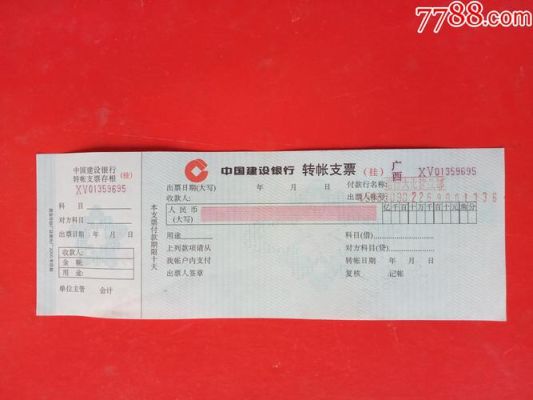 7788.com
中国建设银行
转帐支票存根
(桂)
XV01359695
科 目
对方科目
出票日期 年 月 日
收款人:
金 额:
用 途:
单位主管 会计
本支票付款期限十天
中国建设银行 转帐支票
(桂)
广西
XV01359695
出票日期(大写) 年 月 日
付款行名称:
收款人:
出票人账号:
人民币
(大写)
亿千百十万千百十元角分
用途
上列款项请从
我帐户内支付
出票人签章
科目(借)
对方科目(贷)
转帐日期 年 月 日
复核 记帐